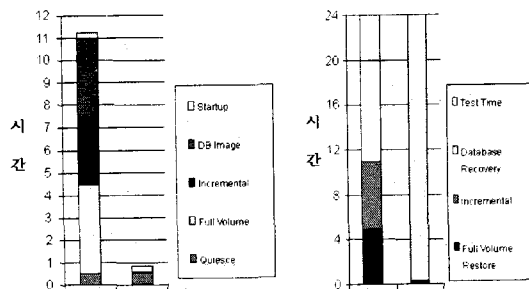 12
11
10
9
8
7
6
5
4
3
2
1
0
시
간
Startup
DB Image
Incremental
Full Volume
Quiesce
24
20
16
12
8
4
0
시
간
Test Time
Database
Recovery
Incremental
Full Volume
Restore